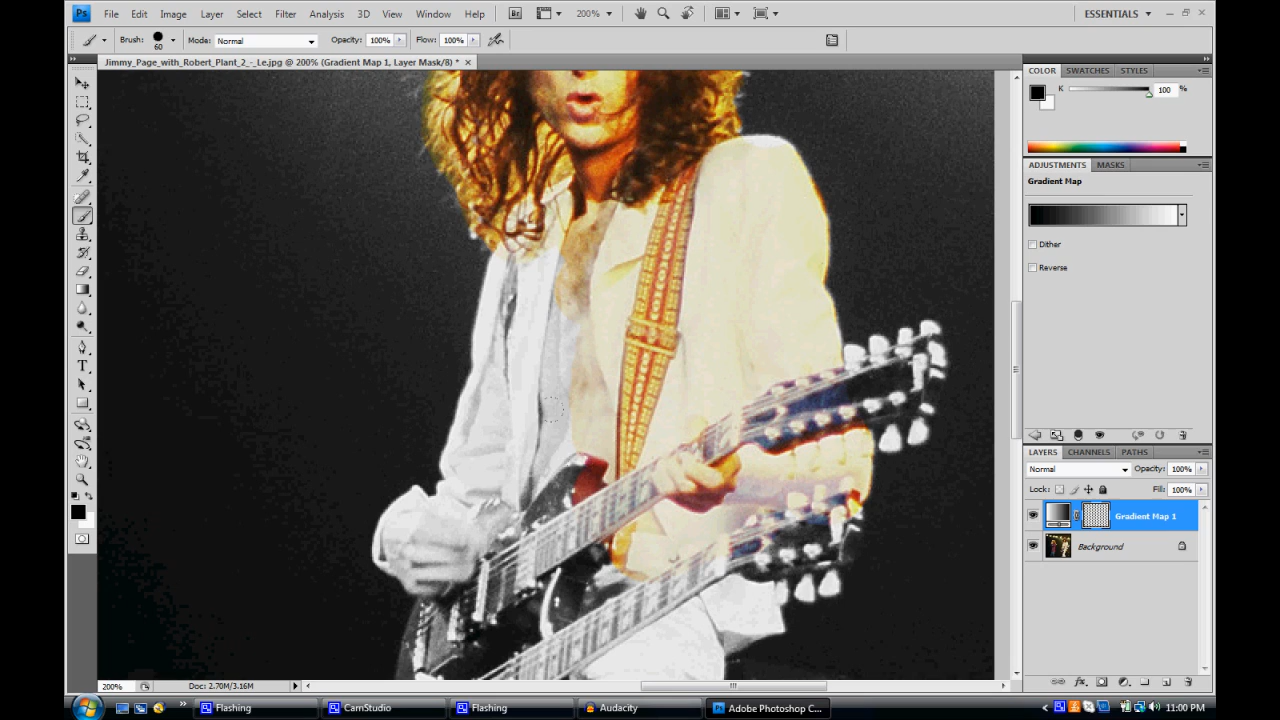 Ps File Edit Image Layer Select Filter Analysis 3D View Window Help Br 200% ESSENTIALS
Brush: 60 Mode: Normal Opacity: 100% Flow: 100%
Jimmy_Page_with_Robert_Plant_2_-_Le.jpg @ 200% (Gradient Map 1, Layer Mask/8) *
COLOR SWATCHES STYLES
K 100 %
ADJUSTMENTS MASKS
Gradient Map
Dither
Reverse
LAYERS CHANNELS PATHS
Normal Opacity: 100%
Lock: Fill: 100%
Gradient Map 1
Background
200% Doc: 2.70M/3.16M
Flashing CamStudio Flashing Audacity Adobe Photoshop C... 11:00 PM